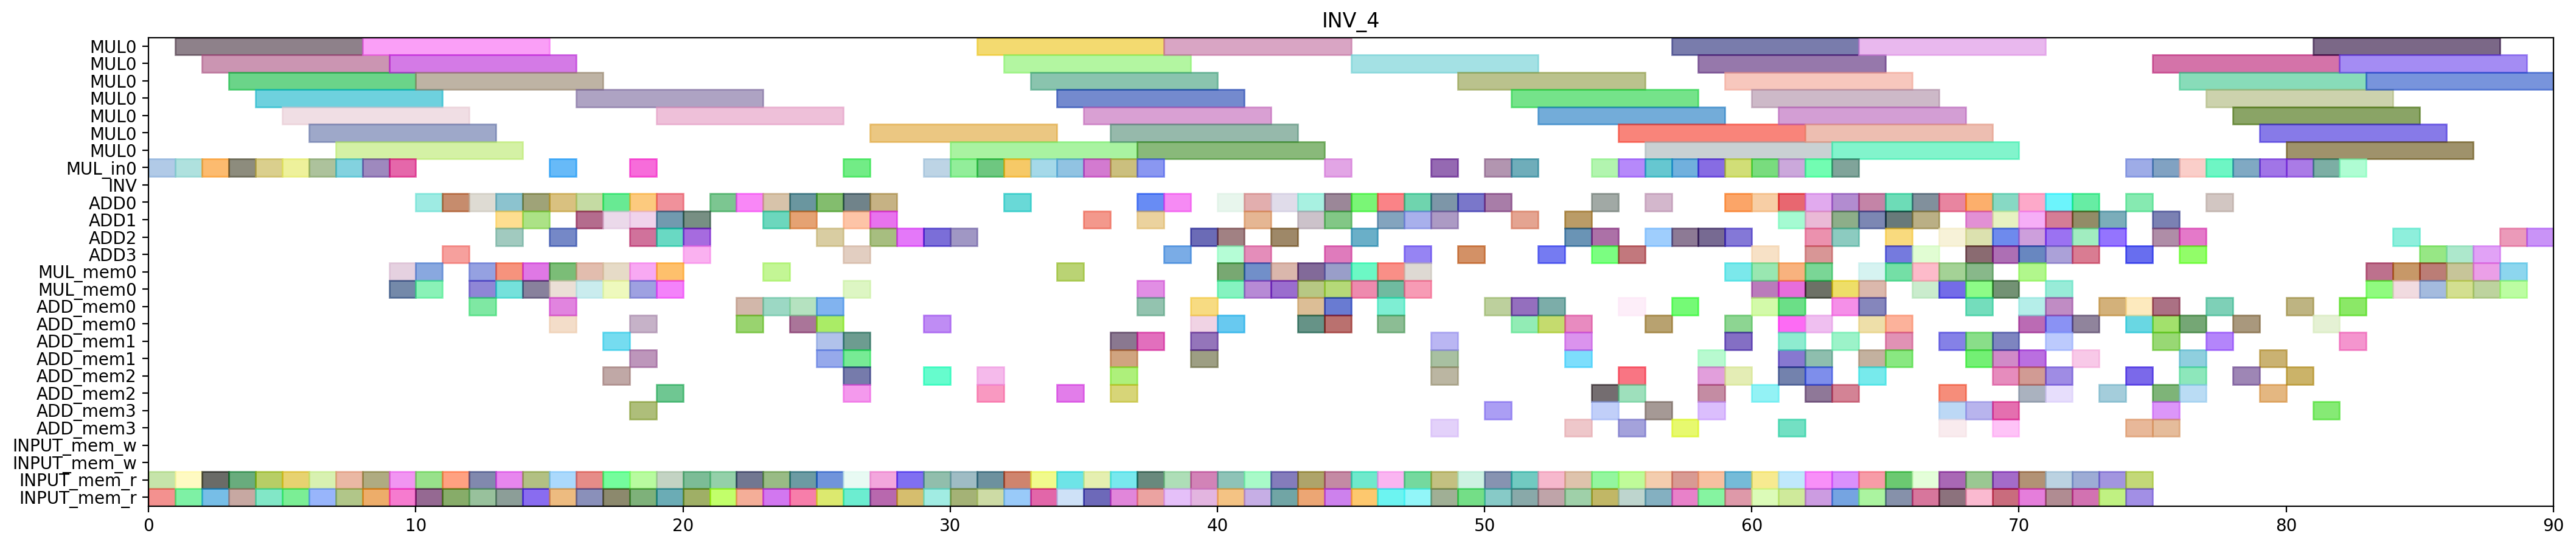 INV_4
MUL0
MUL0
MUL0
MUL0
MUL0
MUL0
MUL0
MUL_in0
INV
ADD0
ADD1
ADD2
ADD3
MUL_mem0
MUL_mem0
ADD_mem0
ADD_mem0
ADD_mem1
ADD_mem1
ADD_mem2
ADD_mem2
ADD_mem3
ADD_mem3
INPUT_mem_w
INPUT_mem_w
INPUT_mem_r
INPUT_mem_r
0 10 20 30 40 50 60 70 80 90